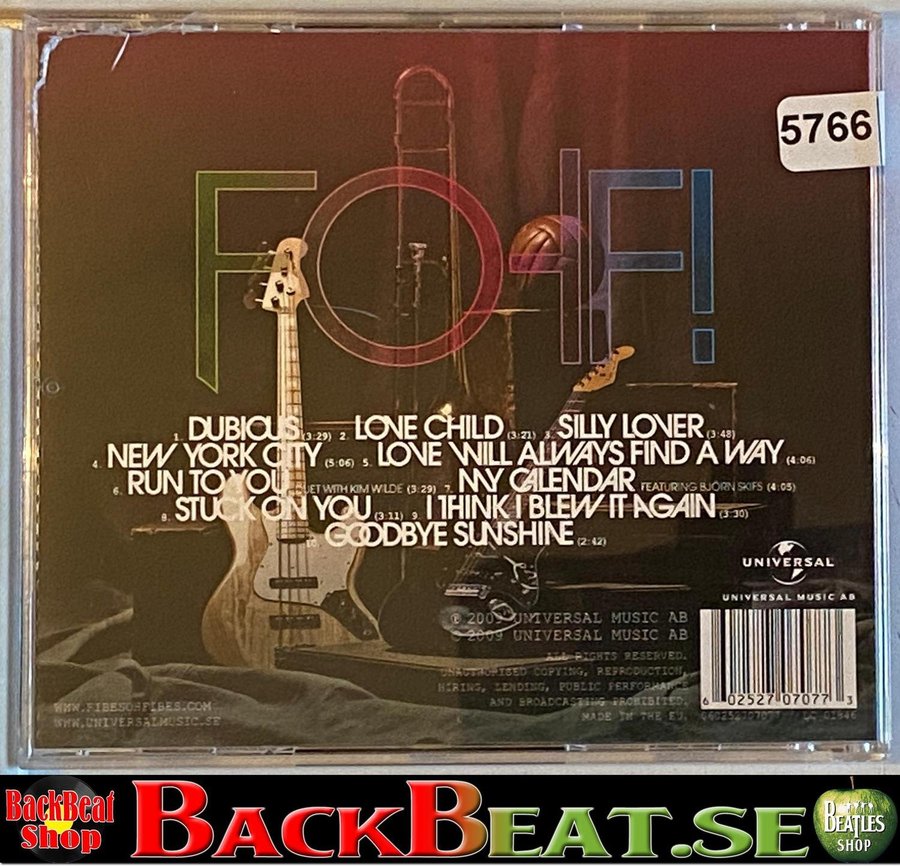 5766
FOHF!
1. DUBIOUS (3:29) 2. LOVE CHILD (3:21) 3. SILLY LOVER (3:48)
4. NEW YORK CITY (5:06) 5. LOVE WILL ALWAYS FIND A WAY (4:06)
6. RUN TO YOU DUET WITH KIM WILDE (3:29) 7. MY CALENDAR FEATURING BJÖRN SKIFS (4:05)
8. STUCK ON YOU (3:11) 9. I THINK I BLEW IT AGAIN (3:30)
10. GOODBYE SUNSHINE (2:42)
UNIVERSAL
UNIVERSAL MUSIC AB
℗ 2009 UNIVERSAL MUSIC AB
© 2009 UNIVERSAL MUSIC AB
ALL RIGHTS RESERVED.
UNAUTHORISED COPYING, REPRODUCTION,
HIRING, LENDING, PUBLIC PERFORMANCE
AND BROADCASTING PROHIBITED.
MADE IN THE EU.
6 02527 07077 3
LC 01846
WWW.FIBESOHFIBES.COM
WWW.UNIVERSALMUSIC.SE
BackBeat
Shop
BACKBEAT.SE
BEATLES
SHOP